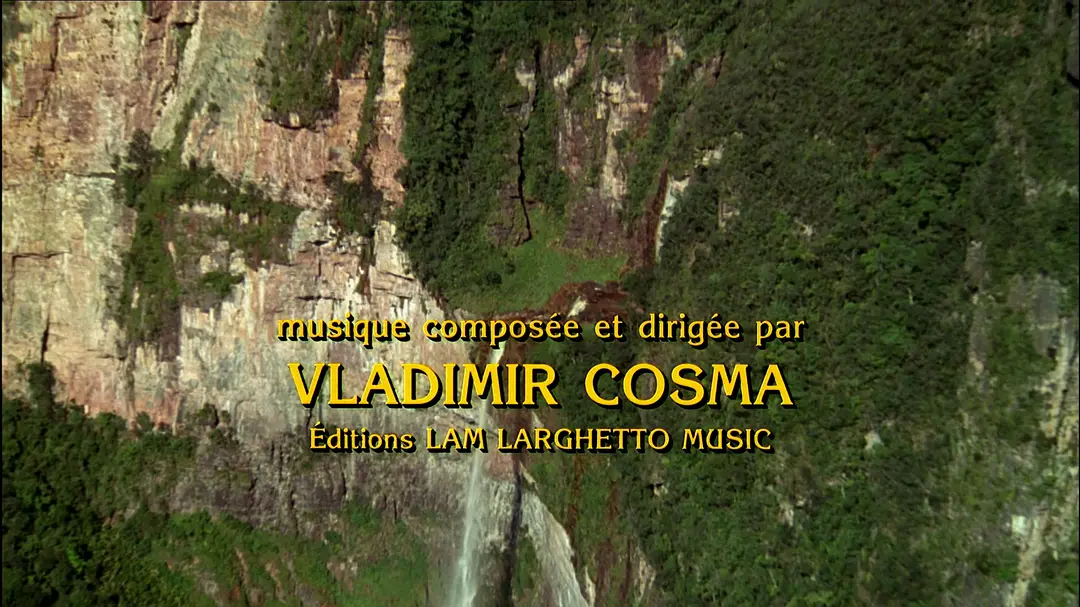 musique composée et dirigée par
VLADIMIR COSMA
Éditions LAM LARGHETTO MUSIC